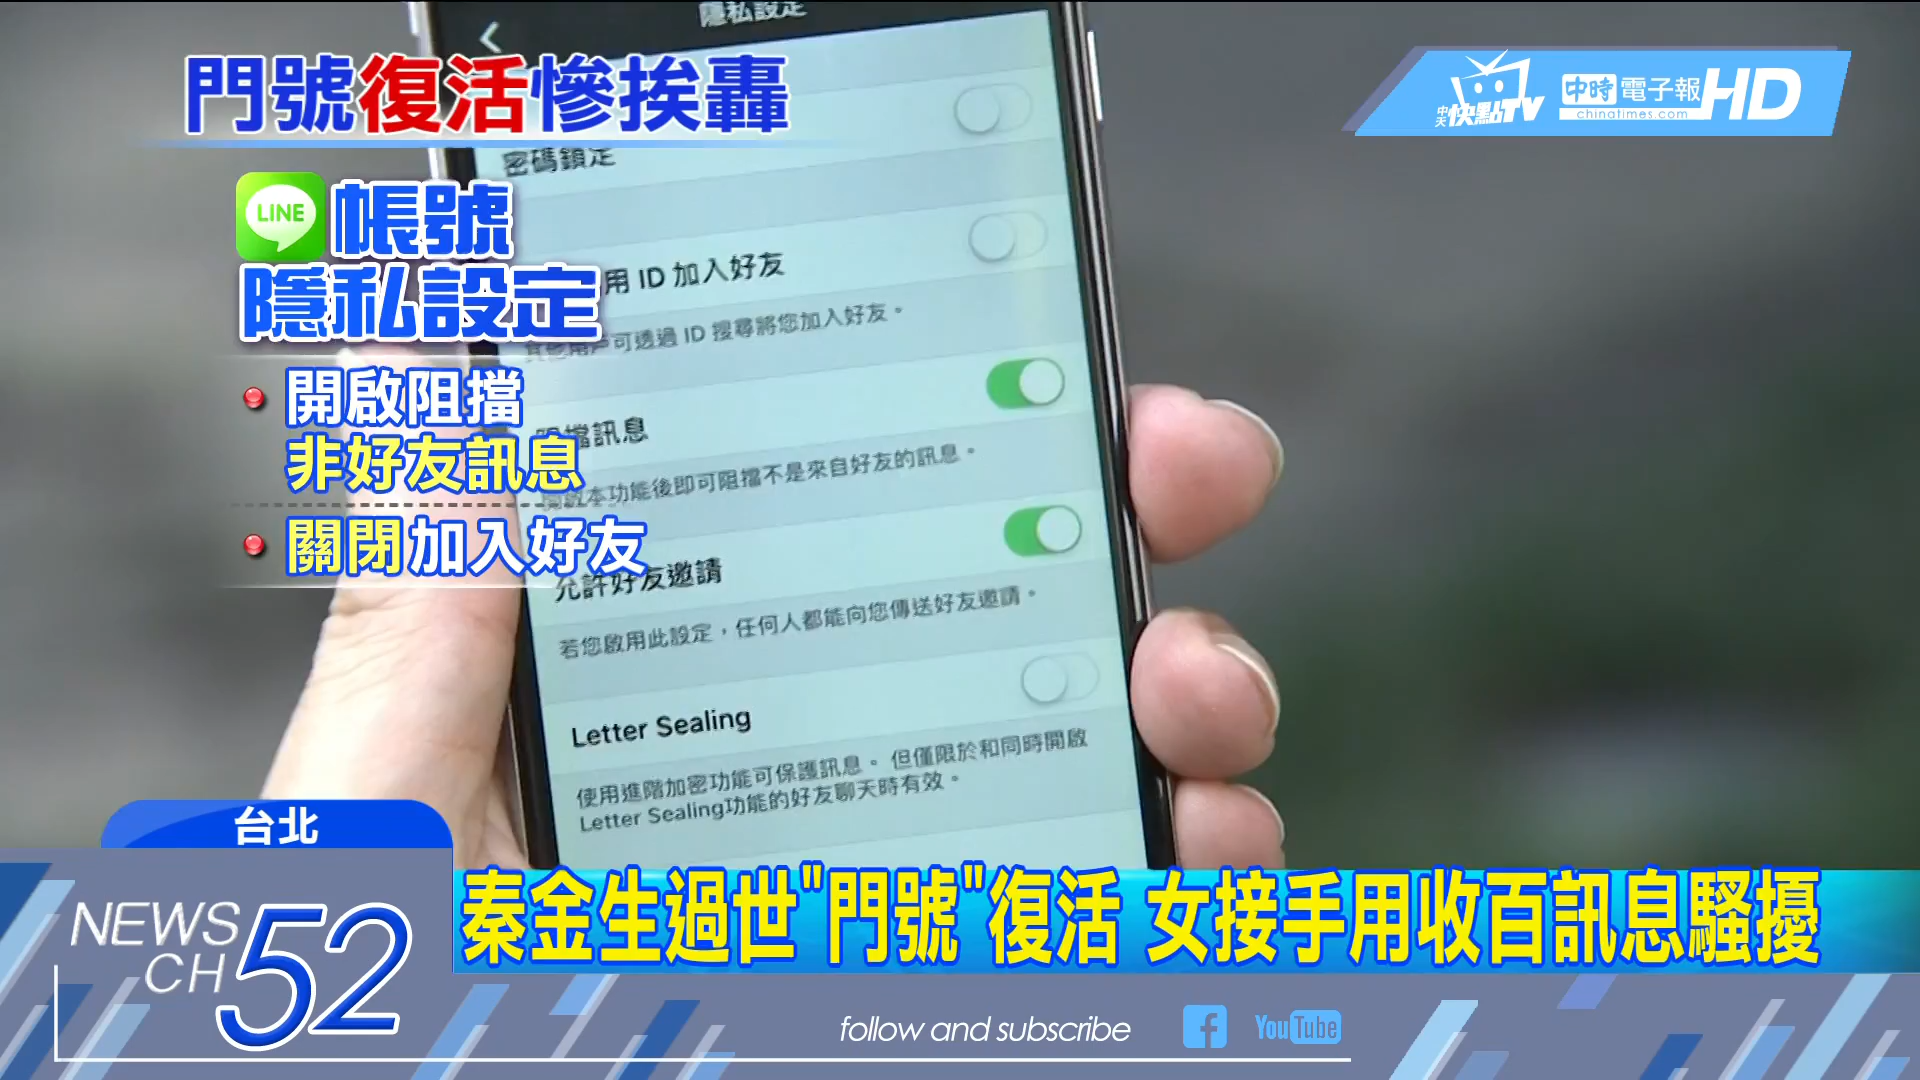 隱私設定
門號復活慘挨轟
中天快點TV
中時電子報HD
chinatimes.com
密碼鎖定
LINE帳號
隱私設定
用 ID 加入好友
可透過 ID 搜尋將您加入好友。
開啟阻擋
非好友訊息
阻擋訊息
本功能後即可阻擋不是來自好友的訊息。
關閉加入好友
允許好友邀請
若您啟用此設定，任何人都能向您傳送好友邀請。
Letter Sealing
使用進階加密功能可保護訊息。 但僅限於和同時開啟
Letter Sealing功能的好友聊天時有效。
台北
NEWS
CH
52
秦金生過世"門號"復活 女接手用收百訊息騷擾
follow and subscribe
YouTube